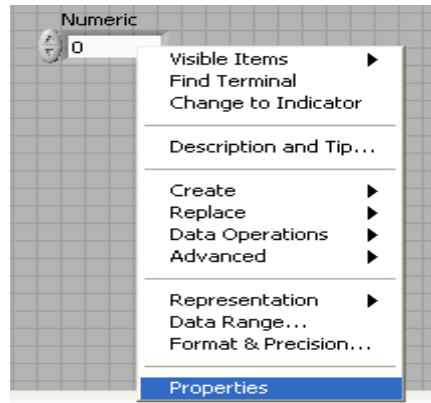 Numeric
0
Visible Items
Find Terminal
Change to Indicator
Description and Tip...
Create
Replace
Data Operations
Advanced
Representation
Data Range...
Format & Precision...
Properties